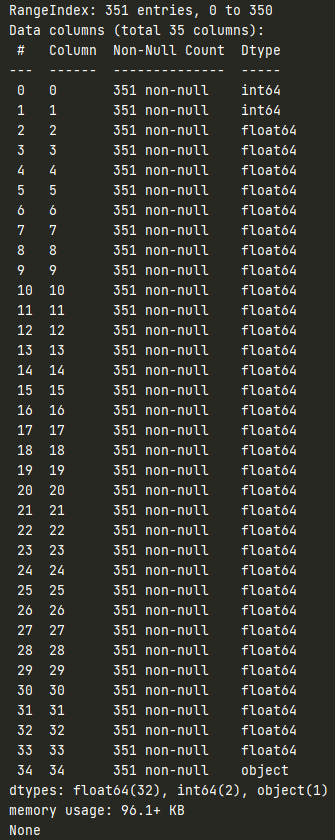 RangeIndex: 351 entries, 0 to 350
Data columns (total 35 columns):
 #   Column  Non-Null Count  Dtype
---  ------  --------------  -----
 0   0       351 non-null    int64
 1   1       351 non-null    int64
 2   2       351 non-null    float64
 3   3       351 non-null    float64
 4   4       351 non-null    float64
 5   5       351 non-null    float64
 6   6       351 non-null    float64
 7   7       351 non-null    float64
 8   8       351 non-null    float64
 9   9       351 non-null    float64
 10  10      351 non-null    float64
 11  11      351 non-null    float64
 12  12      351 non-null    float64
 13  13      351 non-null    float64
 14  14      351 non-null    float64
 15  15      351 non-null    float64
 16  16      351 non-null    float64
 17  17      351 non-null    float64
 18  18      351 non-null    float64
 19  19      351 non-null    float64
 20  20      351 non-null    float64
 21  21      351 non-null    float64
 22  22      351 non-null    float64
 23  23      351 non-null    float64
 24  24      351 non-null    float64
 25  25      351 non-null    float64
 26  26      351 non-null    float64
 27  27      351 non-null    float64
 28  28      351 non-null    float64
 29  29      351 non-null    float64
 30  30      351 non-null    float64
 31  31      351 non-null    float64
 32  32      351 non-null    float64
 33  33      351 non-null    float64
 34  34      351 non-null    object
dtypes: float64(32), int64(2), object(1)
memory usage: 96.1+ KB
None